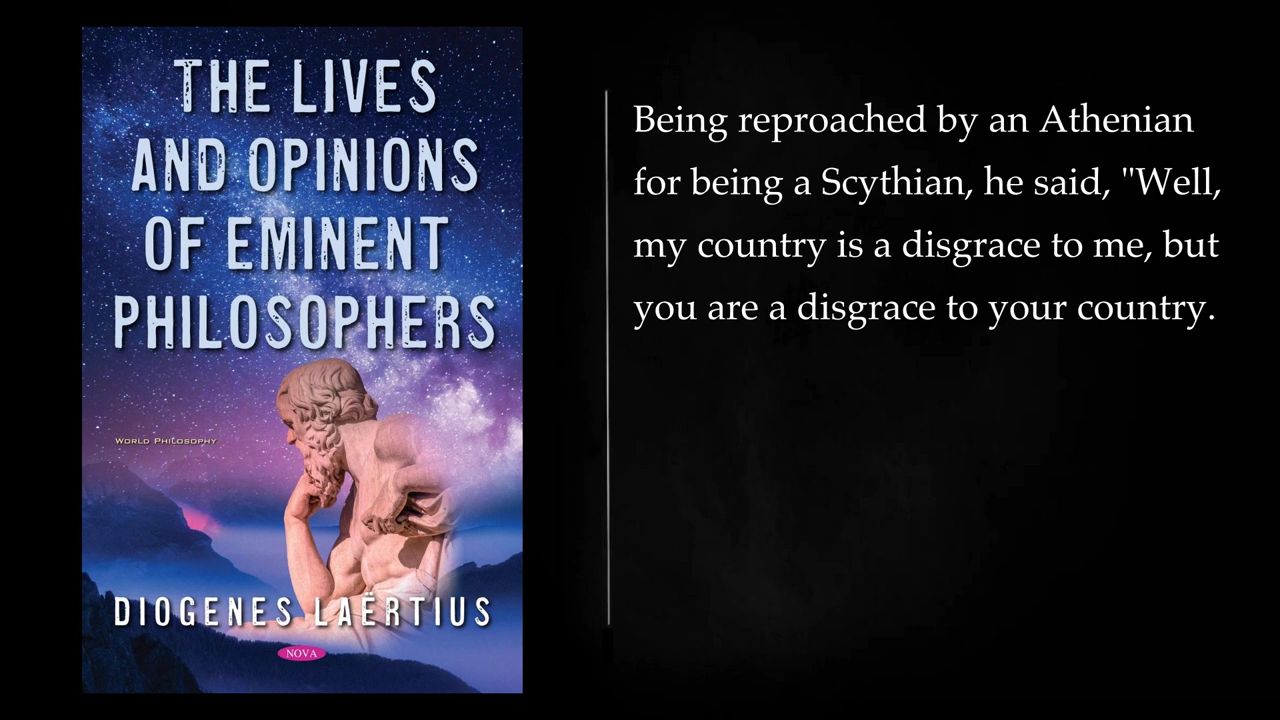 THE LIVES
AND OPINIONS
OF EMINENT
PHILOSOPHERS
WORLD PHILOSOPHY
DIOGENES LAËRTIUS
NOVA
Being reproached by an Athenian
for being a Scythian, he said, "Well,
my country is a disgrace to me, but
you are a disgrace to your country.